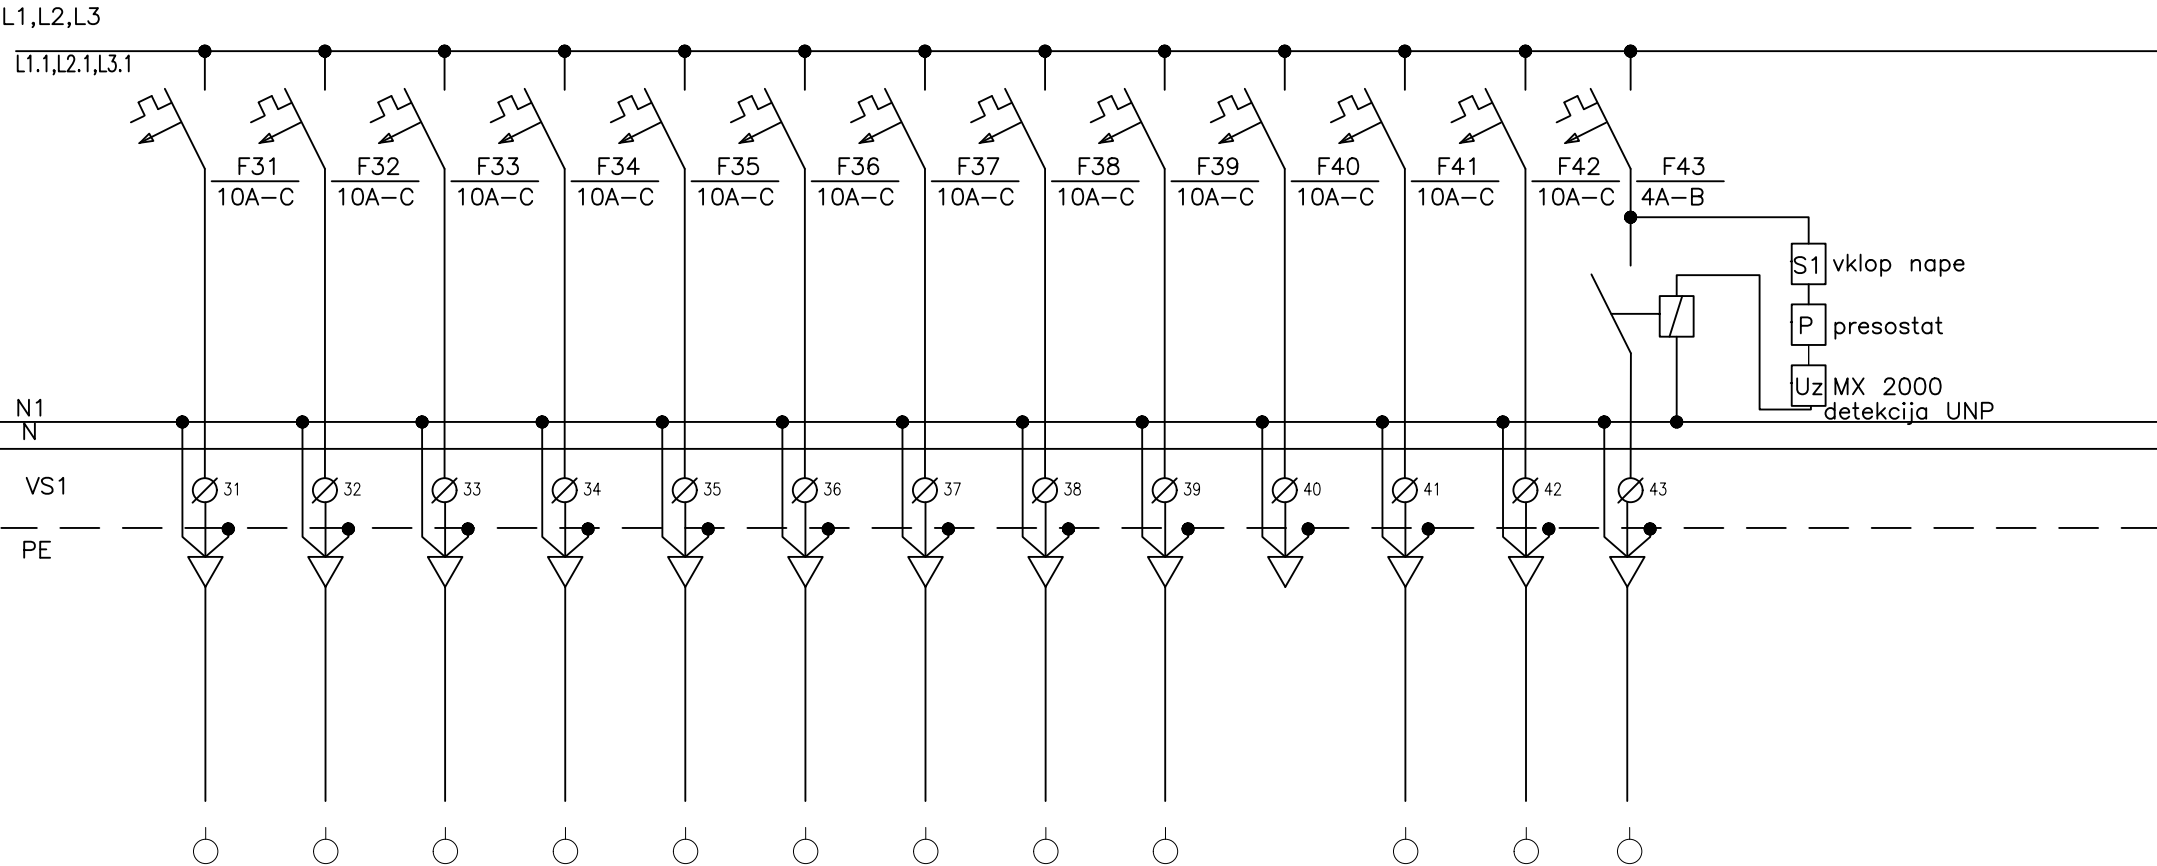 L1,L2,L3
L1.1,L2.1,L3.1
F31 F32 F33 F34 F35 F36 F37 F38 F39 F40 F41 F42 F43
10A-C 10A-C 10A-C 10A-C 10A-C 10A-C 10A-C 10A-C 10A-C 10A-C 10A-C 10A-C 4A-B
S1 vklop nape
P presostat
Uz MX 2000
detekcija UNP
N1
N
VS1 31 32 33 34 35 36 37 38 39 40 41 42 43
PE